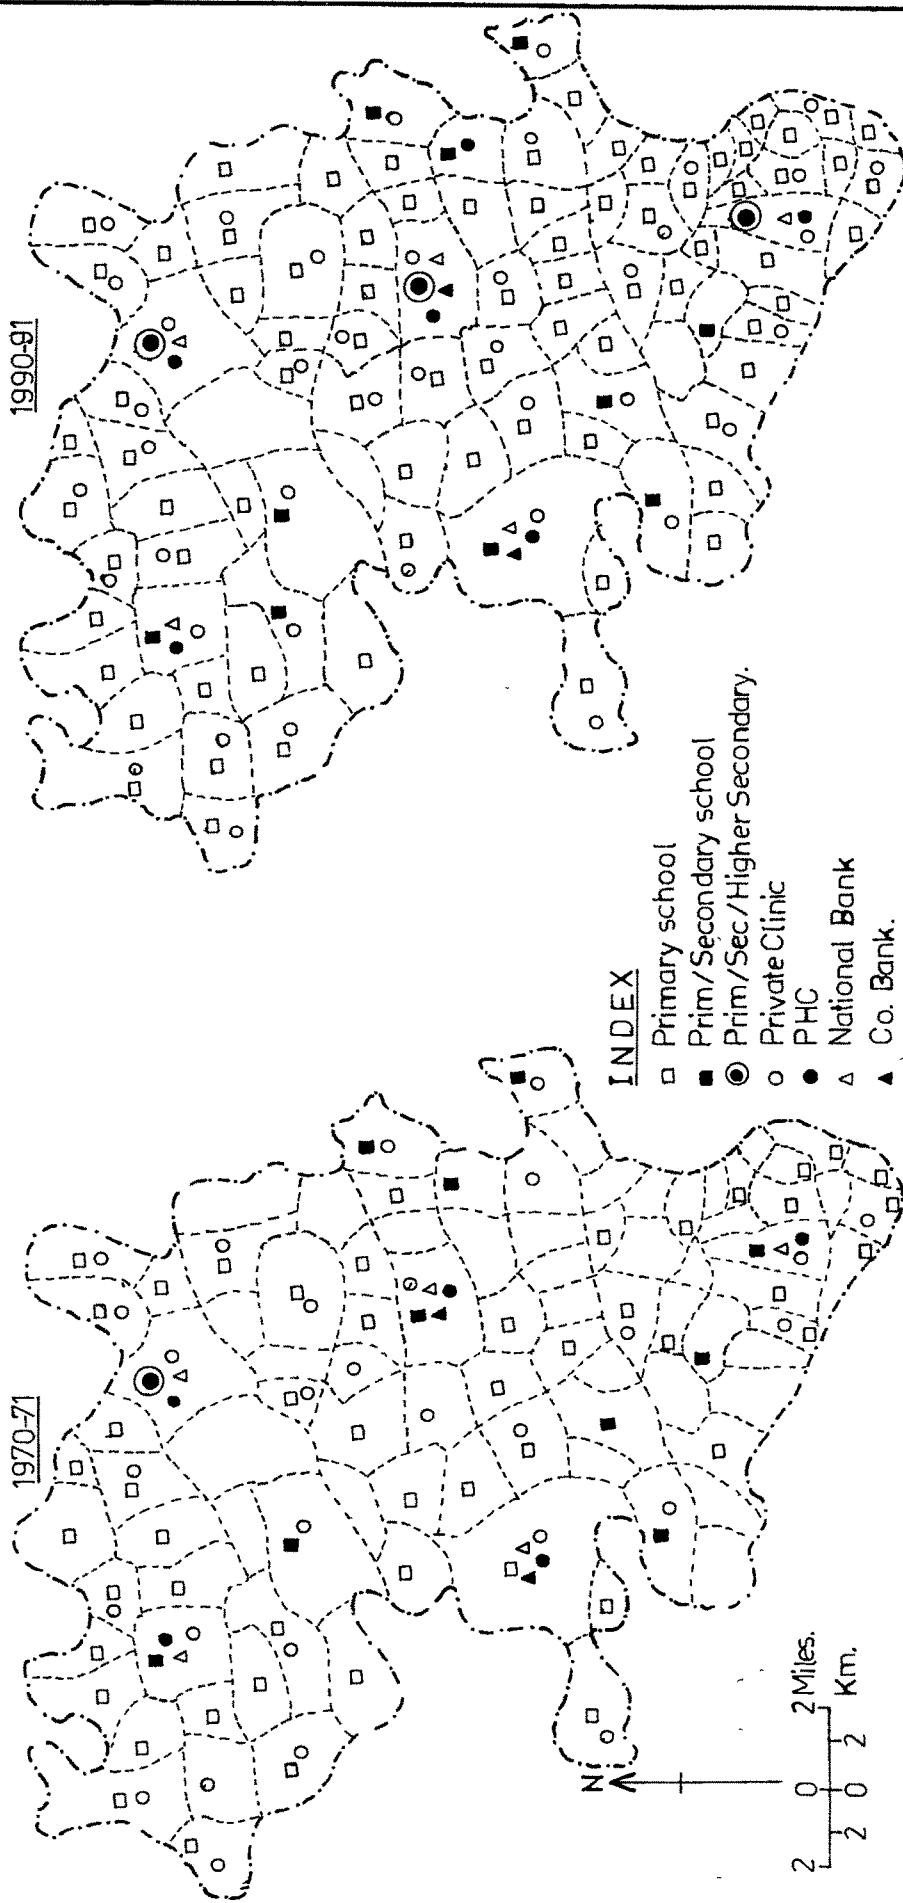 1970-71
1990-91
INDEX
Primary school
Prim/Secondary school
Prim/Sec/Higher Secondary.
Private Clinic
PHC
National Bank
Co. Bank.
N
2 0 2 Miles.
2 0 2 Km.